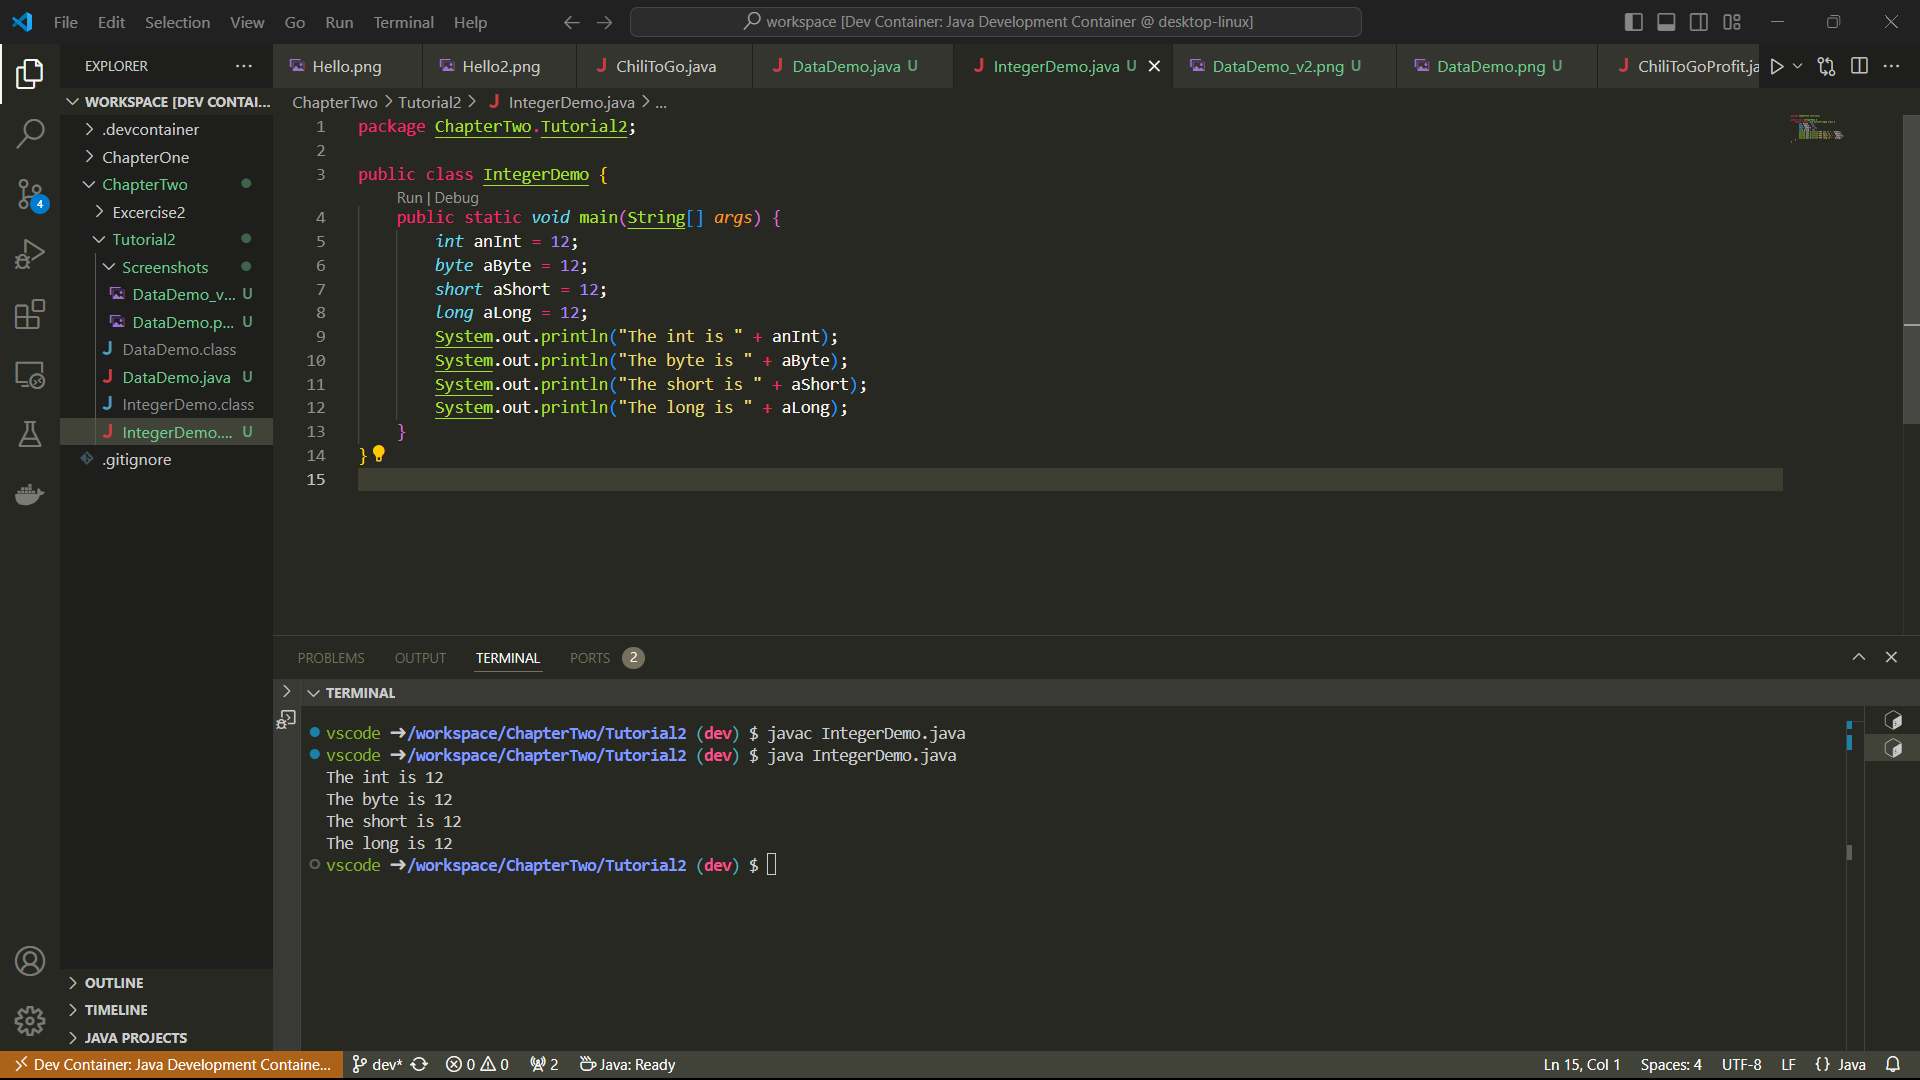 File Edit Selection View Go Run Terminal Help
workspace [Dev Container: Java Development Container @ desktop-linux]
EXPLORER
Hello.png
Hello2.png
ChiliToGo.java
DataDemo.java U
IntegerDemo.java U
DataDemo_v2.png U
DataDemo.png U
ChiliToGoProfit.ja
WORKSPACE [DEV CONTAI...
.devcontainer
ChapterOne
ChapterTwo
Excercise2
Tutorial2
Screenshots
DataDemo_v... U
DataDemo.p... U
DataDemo.class
DataDemo.java U
IntegerDemo.class
IntegerDemo.... U
.gitignore
OUTLINE
TIMELINE
JAVA PROJECTS
4
ChapterTwo > Tutorial2 > J IntegerDemo.java > ...
1 package ChapterTwo.Tutorial2;
2
3 public class IntegerDemo {
Run | Debug
4 public static void main(String[] args) {
5 int anInt = 12;
6 byte aByte = 12;
7 short aShort = 12;
8 long aLong = 12;
9 System.out.println("The int is " + anInt);
10 System.out.println("The byte is " + aByte);
11 System.out.println("The short is " + aShort);
12 System.out.println("The long is " + aLong);
13 }
14 }
15
PROBLEMS OUTPUT TERMINAL PORTS 2
TERMINAL
vscode ➜/workspace/ChapterTwo/Tutorial2 (dev) $ javac IntegerDemo.java
vscode ➜/workspace/ChapterTwo/Tutorial2 (dev) $ java IntegerDemo.java
The int is 12
The byte is 12
The short is 12
The long is 12
vscode ➜/workspace/ChapterTwo/Tutorial2 (dev) $
Dev Container: Java Development Containe... dev* 0 0 2 Java: Ready Ln 15, Col 1 Spaces: 4 UTF-8 LF {} Java